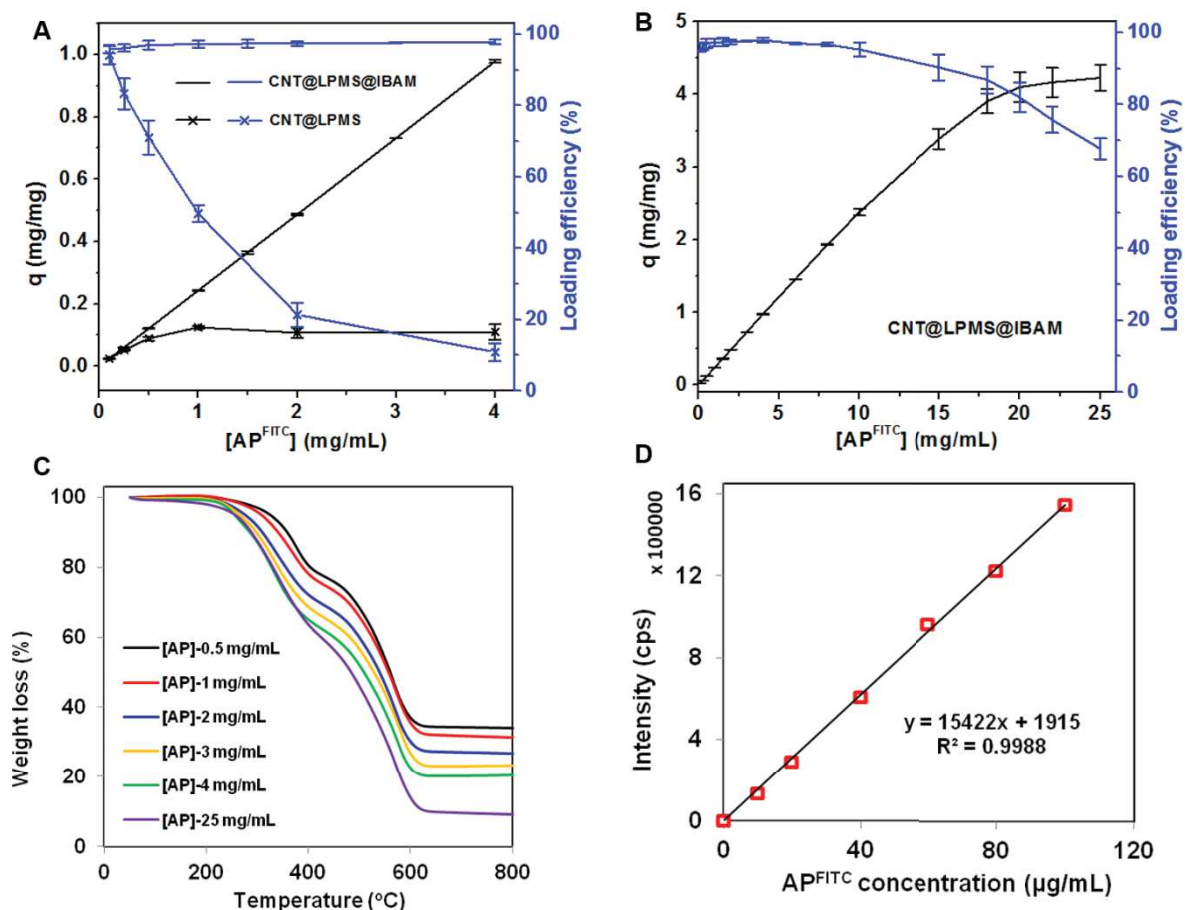 A
q (mg/mg)
1.0
0.8
0.6
0.4
0.2
0.0
CNT@LPMS@IBAM
CNT@LPMS
100
80
60
40
20
0
Loading efficiency (%)
0 1 2 3 4
[AP^FITC] (mg/mL)
B
q (mg/mg)
5
4
3
2
1
0
CNT@LPMS@IBAM
100
80
60
40
20
0
Loading efficiency (%)
0 5 10 15 20 25
[AP^FITC] (mg/mL)
C
Weight loss (%)
100
80
60
40
20
0
[AP]-0.5 mg/mL
[AP]-1 mg/mL
[AP]-2 mg/mL
[AP]-3 mg/mL
[AP]-4 mg/mL
[AP]-25 mg/mL
0 200 400 600 800
Temperature (°C)
D
Intensity (cps)
x 100000
16
12
8
4
0
y = 15422x + 1915
R² = 0.9988
0 40 80 120
AP^FITC concentration (µg/mL)